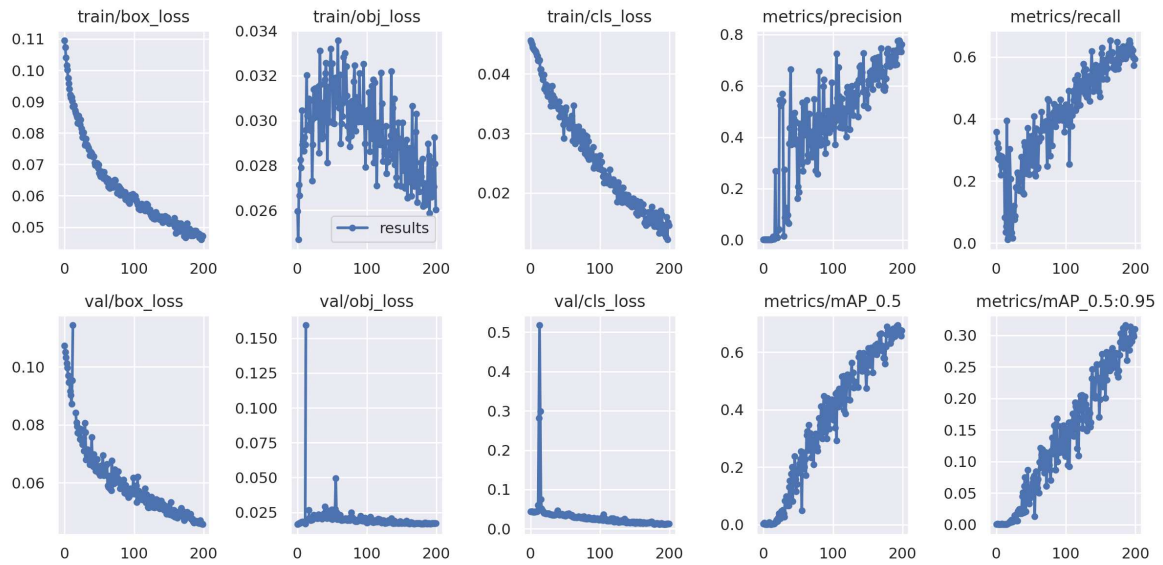 train/box_loss
train/obj_loss
train/cls_loss
metrics/precision
metrics/recall
0.11
0.10
0.09
0.08
0.07
0.06
0.05
0 100 200
0.034
0.032
0.030
0.028
0.026
results
0 100 200
0.04
0.03
0.02
0 100 200
0.8
0.6
0.4
0.2
0.0
0 100 200
0.6
0.4
0.2
0.0
0 100 200
val/box_loss
val/obj_loss
val/cls_loss
metrics/mAP_0.5
metrics/mAP_0.5:0.95
0.10
0.08
0.06
0 100 200
0.150
0.125
0.100
0.075
0.050
0.025
0 100 200
0.5
0.4
0.3
0.2
0.1
0.0
0 100 200
0.6
0.4
0.2
0.0
0 100 200
0.30
0.25
0.20
0.15
0.10
0.05
0.00
0 100 200